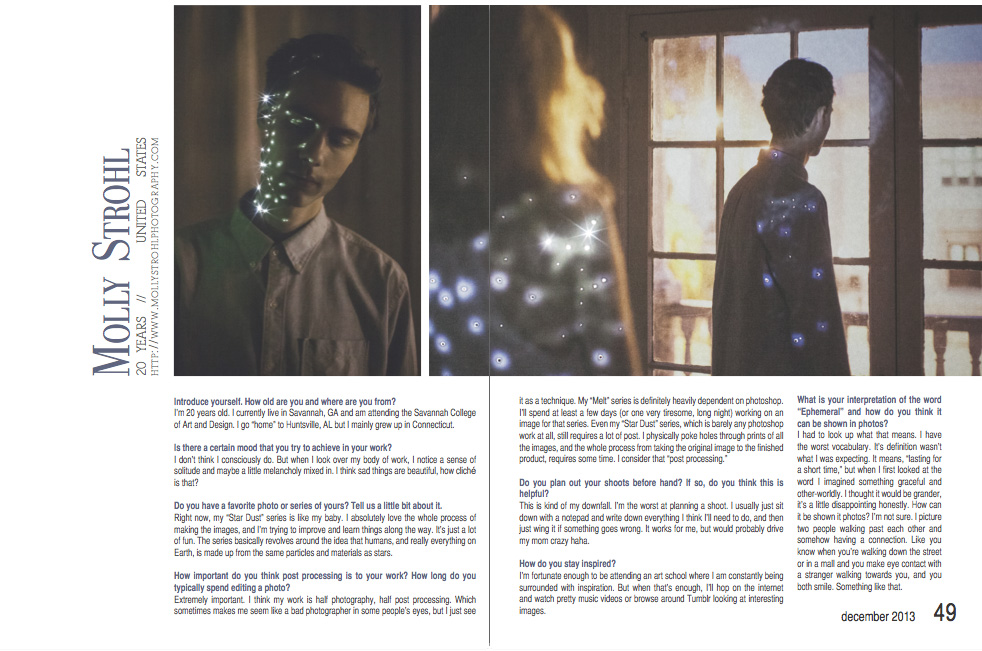 MOLLY STROHL
20 YEARS // UNITED STATES
HTTP://WWW.MOLLYSTROHLPHOTOGRAPHY.COM
Introduce yourself. How old are you and where are you from?
I'm 20 years old. I currently live in Savannah, GA and am attending the Savannah College
of Art and Design. I go "home" to Huntsville, AL but I mainly grew up in Connecticut.
Is there a certain mood that you try to achieve in your work?
I don't think I consciously do. But when I look over my body of work, I notice a sense of
solitude and maybe a little melancholy mixed in. I think sad things are beautiful, how cliché
is that?
Do you have a favorite photo or series of yours? Tell us a little bit about it.
Right now, my "Star Dust" series is like my baby. I absolutely love the whole process of
making the images, and I'm trying to improve and learn things along the way. It's just a lot
of fun. The series basically revolves around the idea that humans, and really everything on
Earth, is made up from the same particles and materials as stars.
How important do you think post processing is to your work? How long do you
typically spend editing a photo?
Extremely important. I think my work is half photography, half post processing. Which
sometimes makes me seem like a bad photographer in some people's eyes, but I just see
it as a technique. My "Melt" series is definitely heavily dependent on photoshop.
I'll spend at least a few days (or one very tiresome, long night) working on an
image for that series. Even my "Star Dust" series, which is barely any photoshop
work at all, still requires a lot of post. I physically poke holes through prints of all
the images, and the whole process from taking the original image to the finished
product, requires some time. I consider that "post processing."
Do you plan out your shoots before hand? If so, do you think this is
helpful?
This is kind of my downfall. I'm the worst at planning a shoot. I usually just sit
down with a notepad and write down everything I think I'll need to do, and then
just wing it if something goes wrong. It works for me, but would probably drive
my mom crazy haha.
How do you stay inspired?
I'm fortunate enough to be attending an art school where I am constantly being
surrounded with inspiration. But when that's enough, I'll hop on the internet
and watch pretty music videos or browse around Tumblr looking at interesting
images.
What is your interpretation of the word
"Ephemeral" and how do you think it
can be shown in photos?
I had to look up what that means. I have
the worst vocabulary. It's definition wasn't
what I was expecting. It means, "lasting for
a short time," but when I first looked at the
word I imagined something graceful and
other-worldly. I thought it would be grander,
it's a little disappointing honestly. How can
it be shown it photos? I'm not sure. I picture
two people walking past each other and
somehow having a connection. Like you
know when you're walking down the street
or in a mall and you make eye contact with
a stranger walking towards you, and you
both smile. Something like that.
december 2013 49